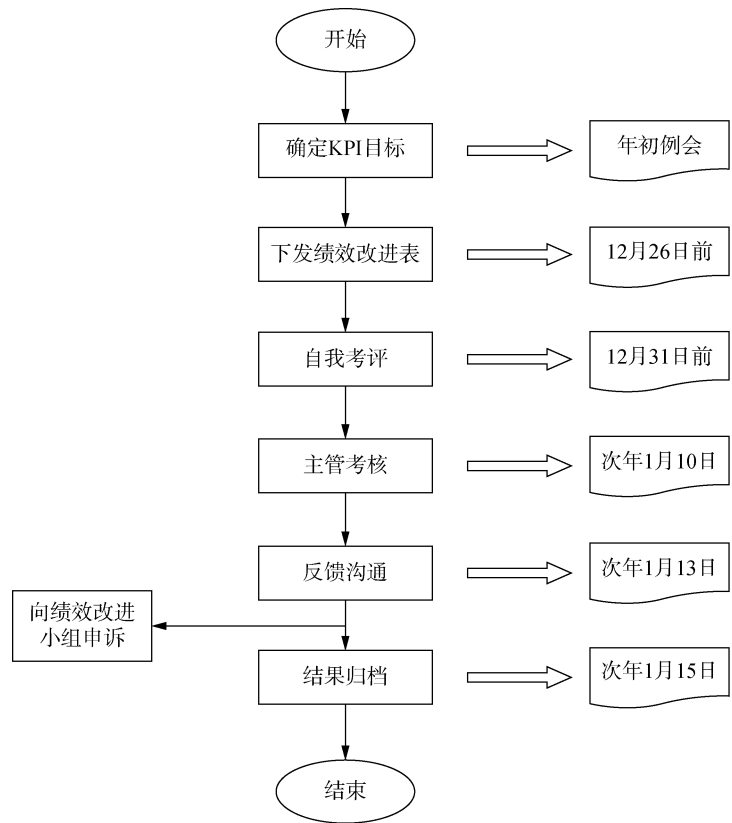 开始
确定KPI目标
年初例会
下发绩效改进表
12月26日前
自我考评
12月31日前
主管考核
次年1月10日
反馈沟通
次年1月13日
向绩效改进
小组申诉
结果归档
次年1月15日
结束